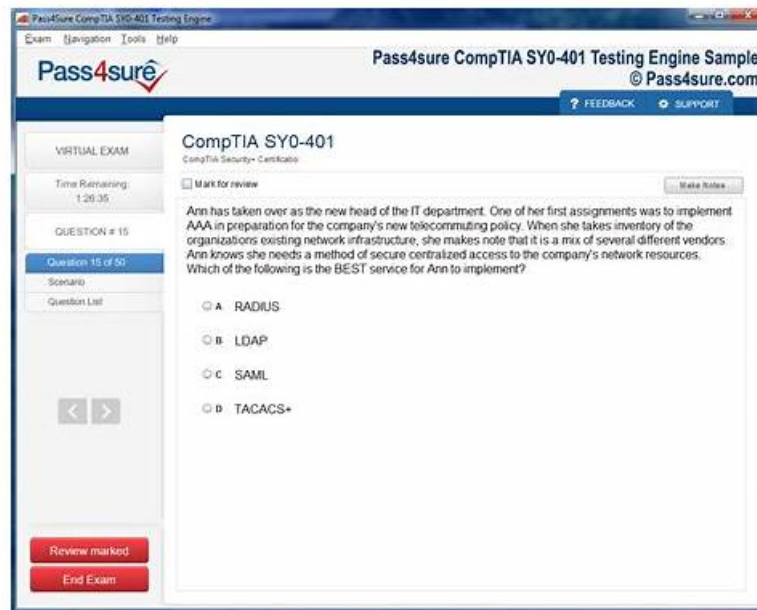 Pass4Sure CompTIA SY0-401 Testing Engine
Exam Navigation Tools Help
Pass4sure
Pass4sure CompTIA SY0-401 Testing Engine Sample
© Pass4sure.com
? FEEDBACK SUPPORT
VIRTUAL EXAM
Time Remaining:
1:26:35
QUESTION # 15
Question 15 of 50
Scenario
Question List
Review marked
End Exam
CompTIA SY0-401
CompTIA Security+ Certificatio
Mark for review
Make Notes
Ann has taken over as the new head of the IT department. One of her first assignments was to implement
AAA in preparation for the company's new telecommuting policy. When she takes inventory of the
organizations existing network infrastructure, she makes note that it is a mix of several different vendors.
Ann knows she needs a method of secure centralized access to the company's network resources.
Which of the following is the BEST service for Ann to implement?
A RADIUS
B LDAP
C SAML
D TACACS+